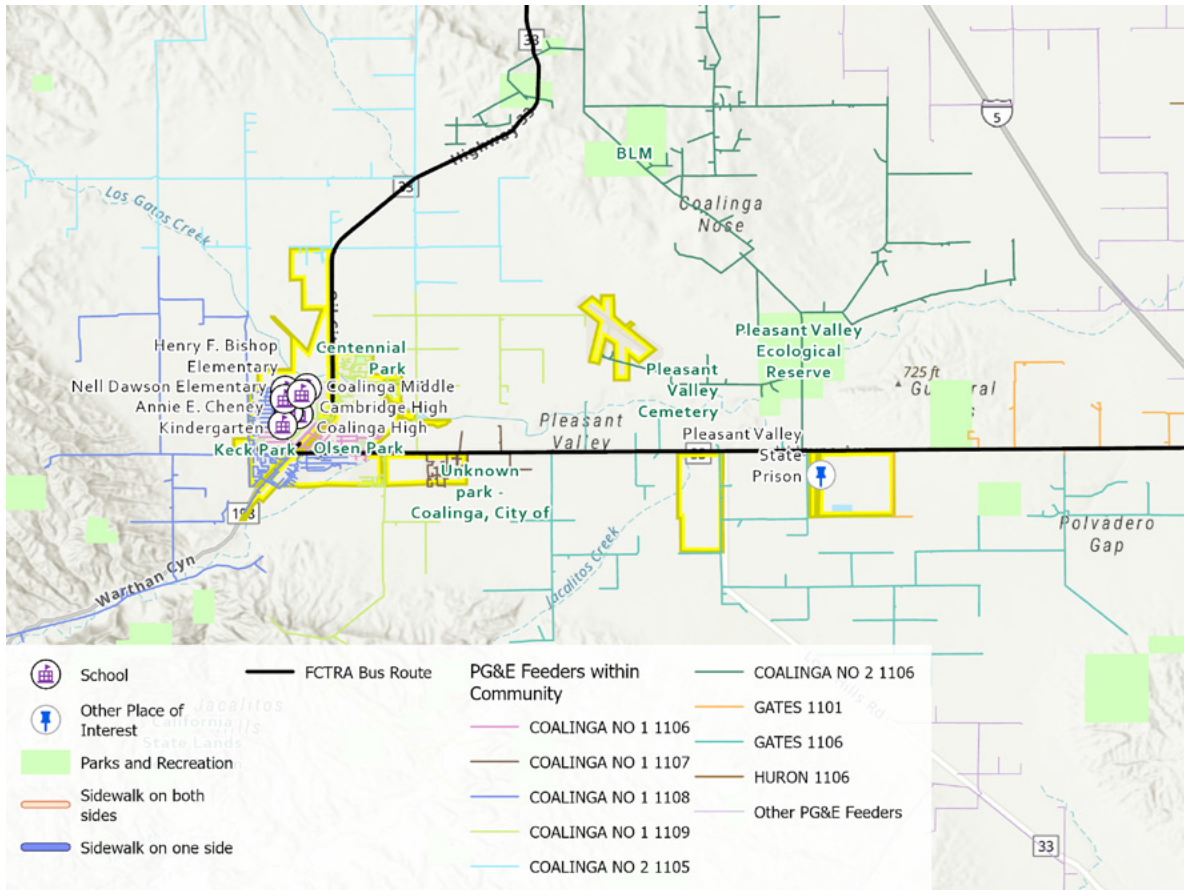 33
5
Highway 33
BLM
33
Coalinga
Nose
Los Gatos Creek
Henry F. Bishop
Elementary
Centennial
Park
Pleasant Valley
Ecological
Reserve
Nell Dawson Elementary
Coalinga Middle
Pleasant
Valley
Cemetery
725 ft
Annie E. Cheney
Kindergarten
Cambridge High
Coalinga High
Pleasant
Valley
Keck Park
Olsen Park
Pleasant Valley
State
Prison
Unknown
park -
Coalinga, City of
198
Polvadero
Gap
Jacalitos Creek
Warthan Cyn
School
Other Place of
Interest
Parks and Recreation
Sidewalk on both
sides
Sidewalk on one side
Jacalitos
California
State Lands
FCTRA Bus Route
PG&E Feeders within
Community
COALINGA NO 1 1106
COALINGA NO 1 1107
COALINGA NO 1 1108
COALINGA NO 1 1109
COALINGA NO 2 1105
COALINGA NO 2 1106
GATES 1101
GATES 1106
HURON 1106
Other PG&E Feeders
33